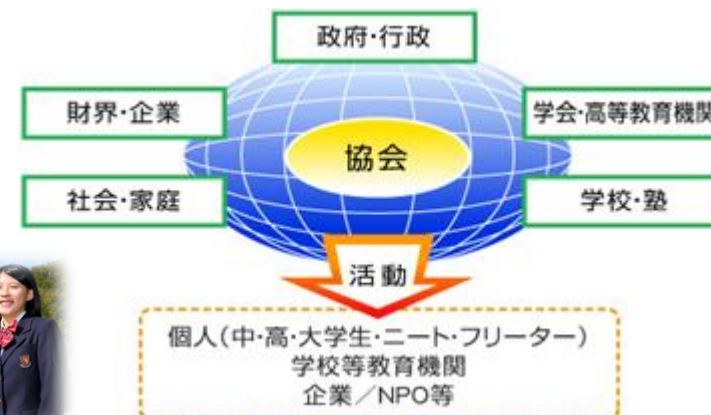 政府・行政
財界・企業
学会・高等教育機関
協会
社会・家庭
学校・塾
活動
個人(中・高・大学生・ニート・フリーター)
学校等教育機関
企業／NPO等